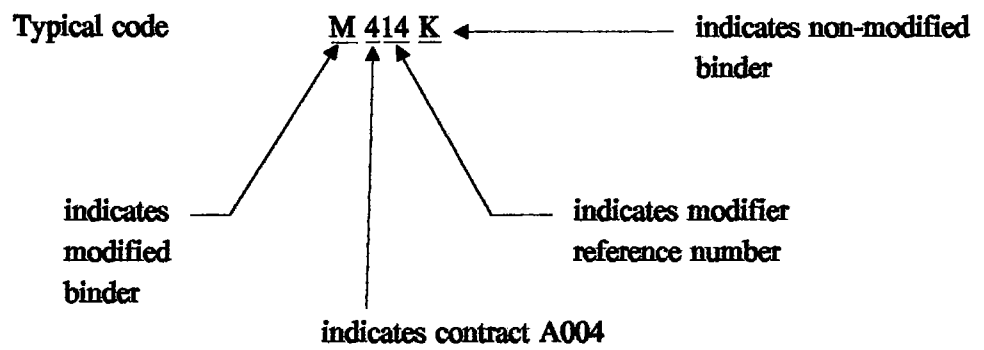 Typical code M 414 K indicates non-modified
binder
indicates
modified
binder
indicates modifier
reference number
indicates contract A004